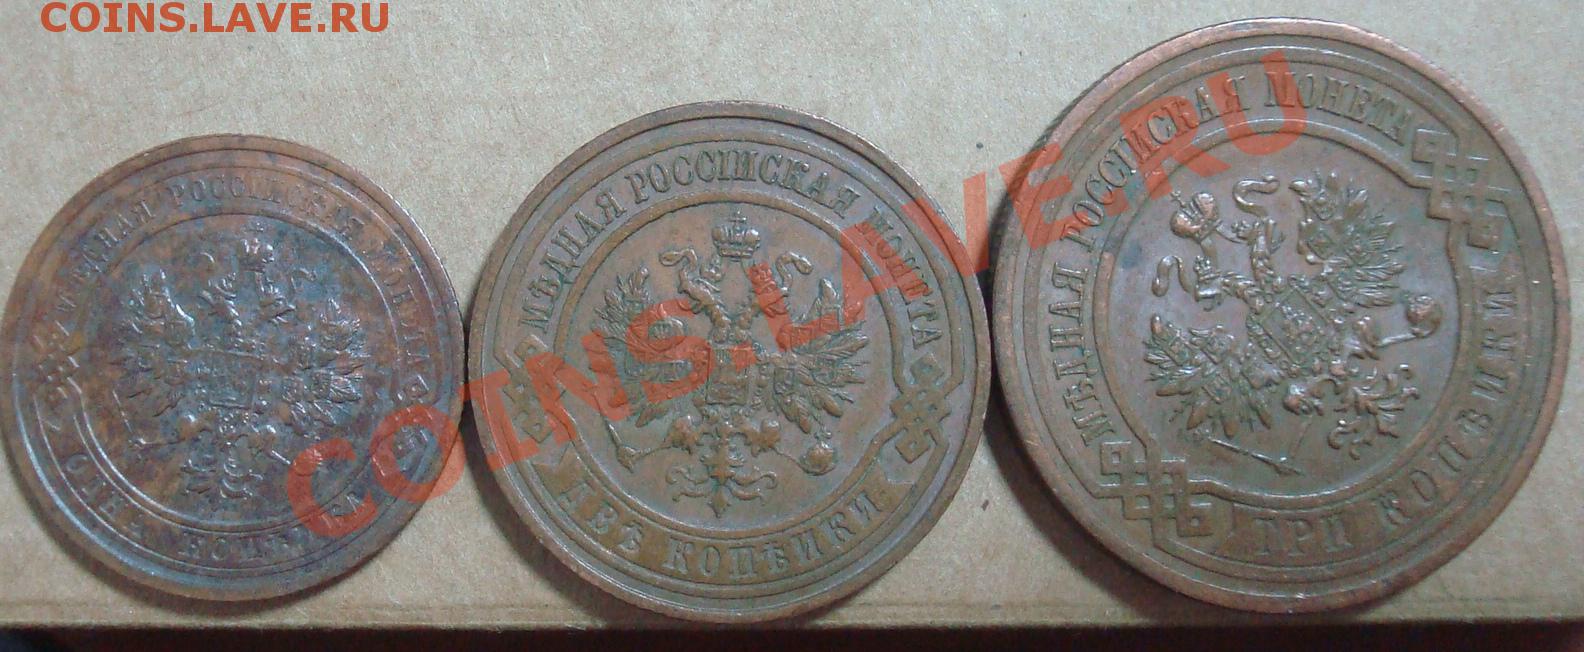 COINS.LAVE.RU
МѢДНАЯ РОССІЙСКАЯ МОНЕТА
ОДНА КОПѢЙКА
МѢДНАЯ РОССІЙСКАЯ МОНЕТА
ДВѢ КОПѢЙКИ
МѢДНАЯ РОССІЙСКАЯ МОНЕТА
ТРИ КОПѢЙКИ
COINS.LAVE.RU